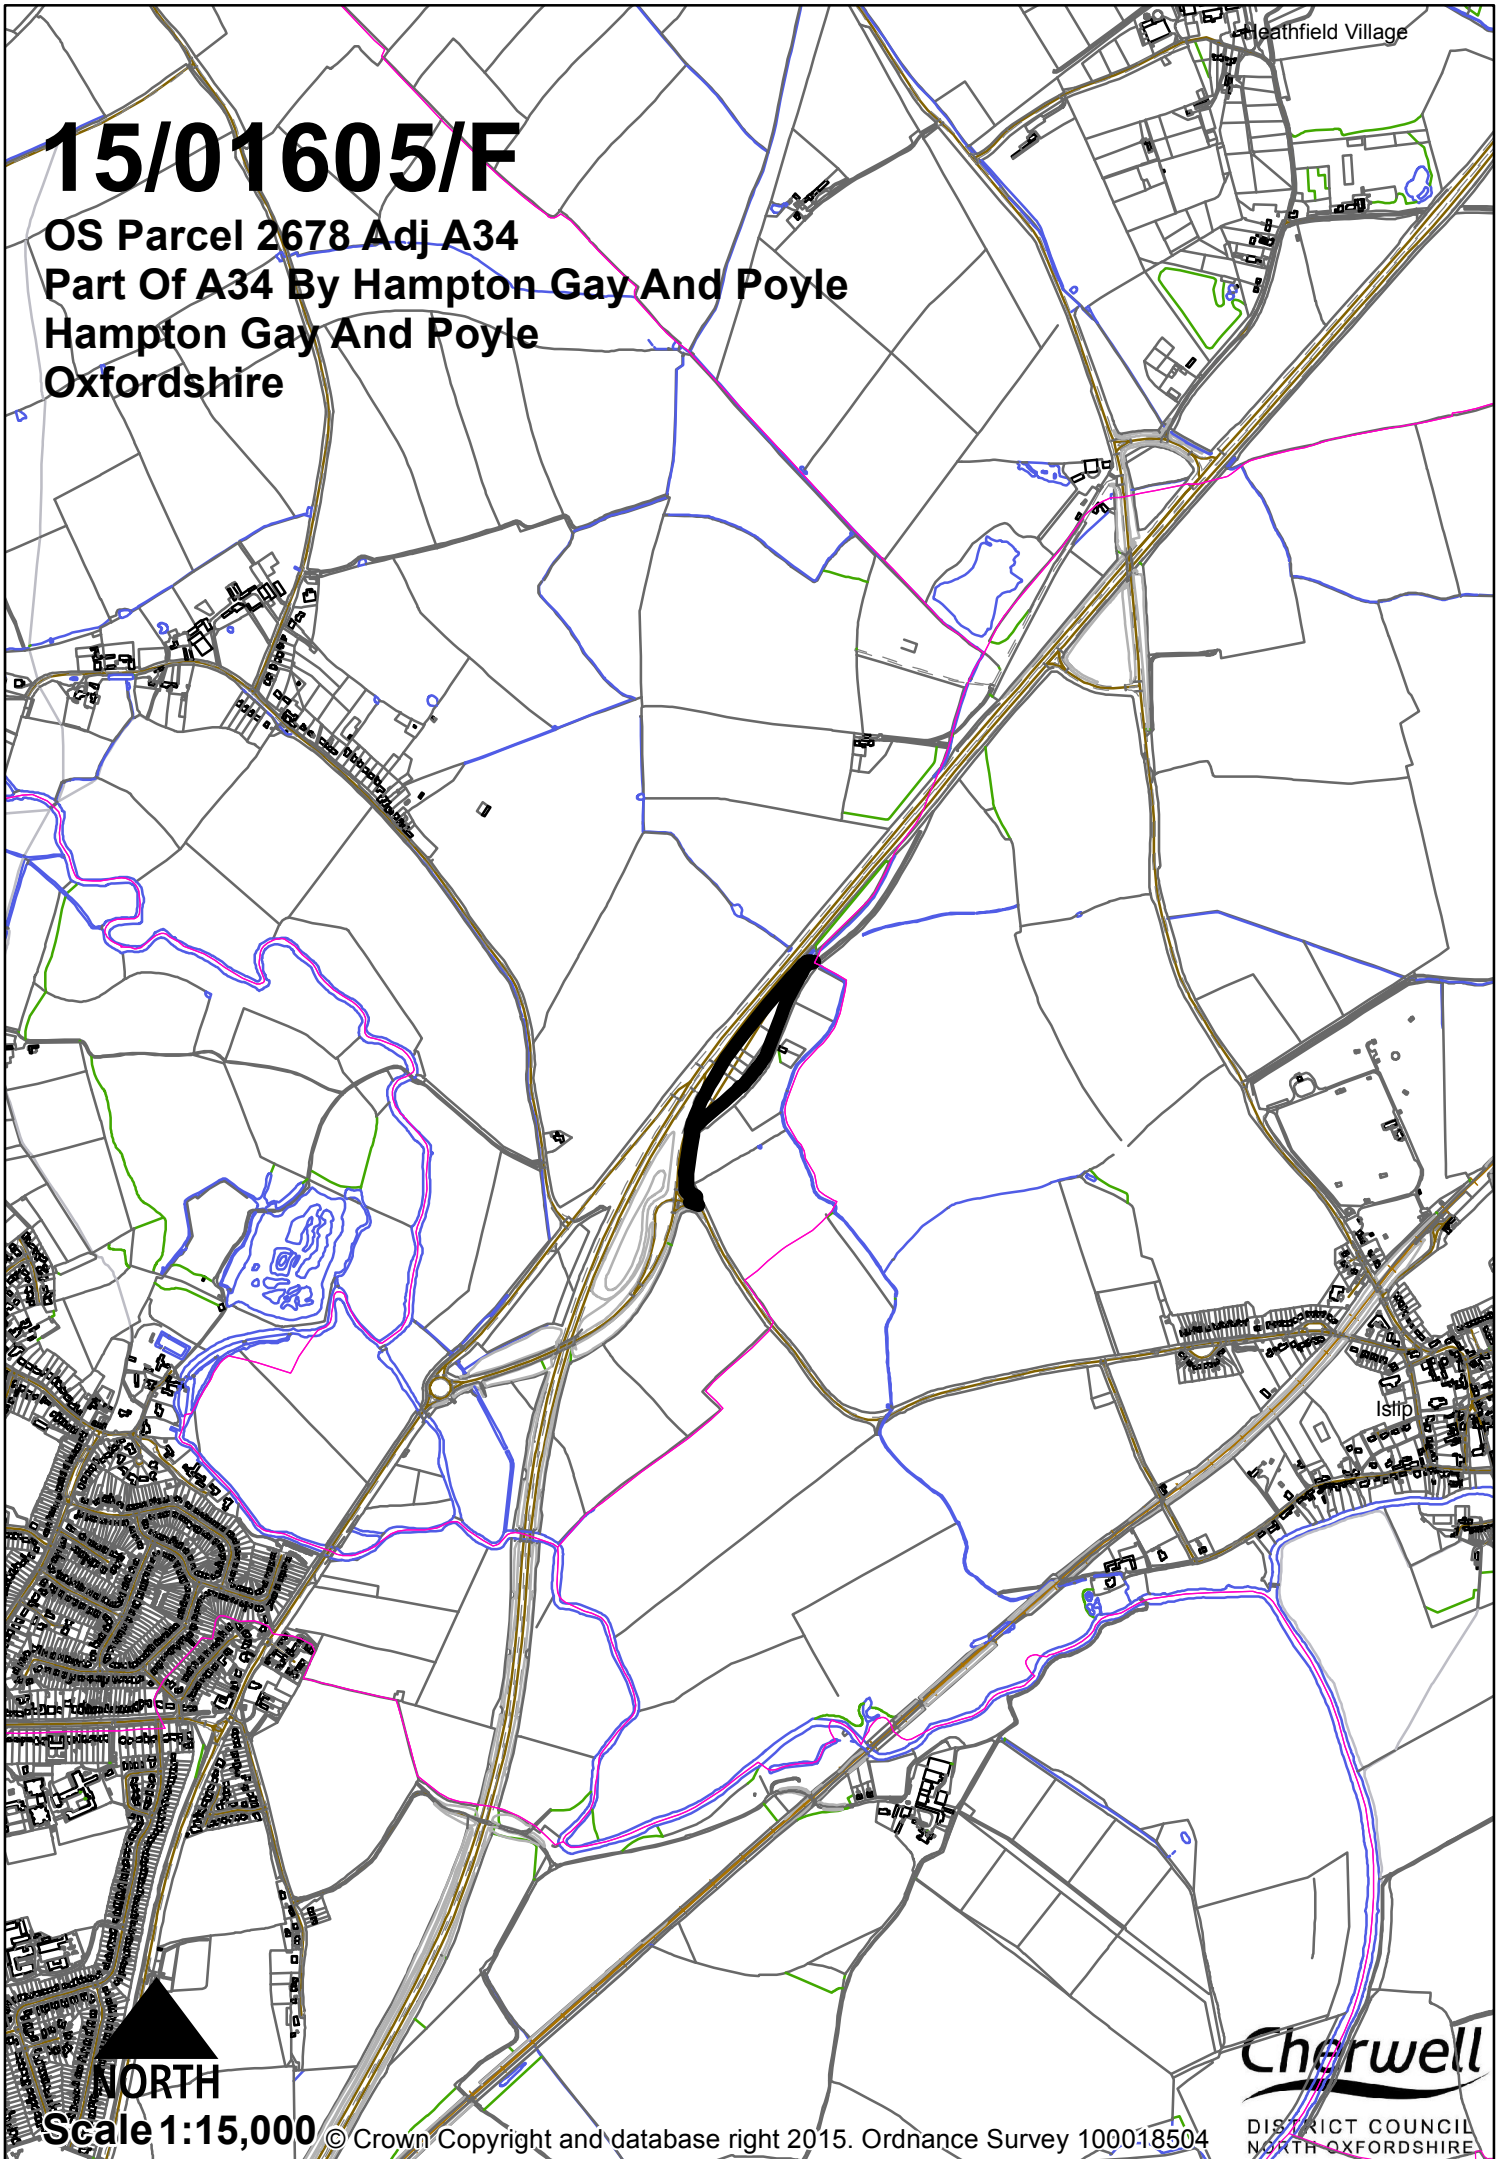 Heathfield Village
15/01605/F
OS Parcel 2678 Adj A34
Part Of A34 By Hampton Gay And Poyle
Hampton Gay And Poyle
Oxfordshire
Islip
NORTH
Scale 1:15,000
© Crown Copyright and database right 2015. Ordnance Survey 100018504
Cherwell
DISTRICT COUNCIL
NORTH OXFORDSHIRE